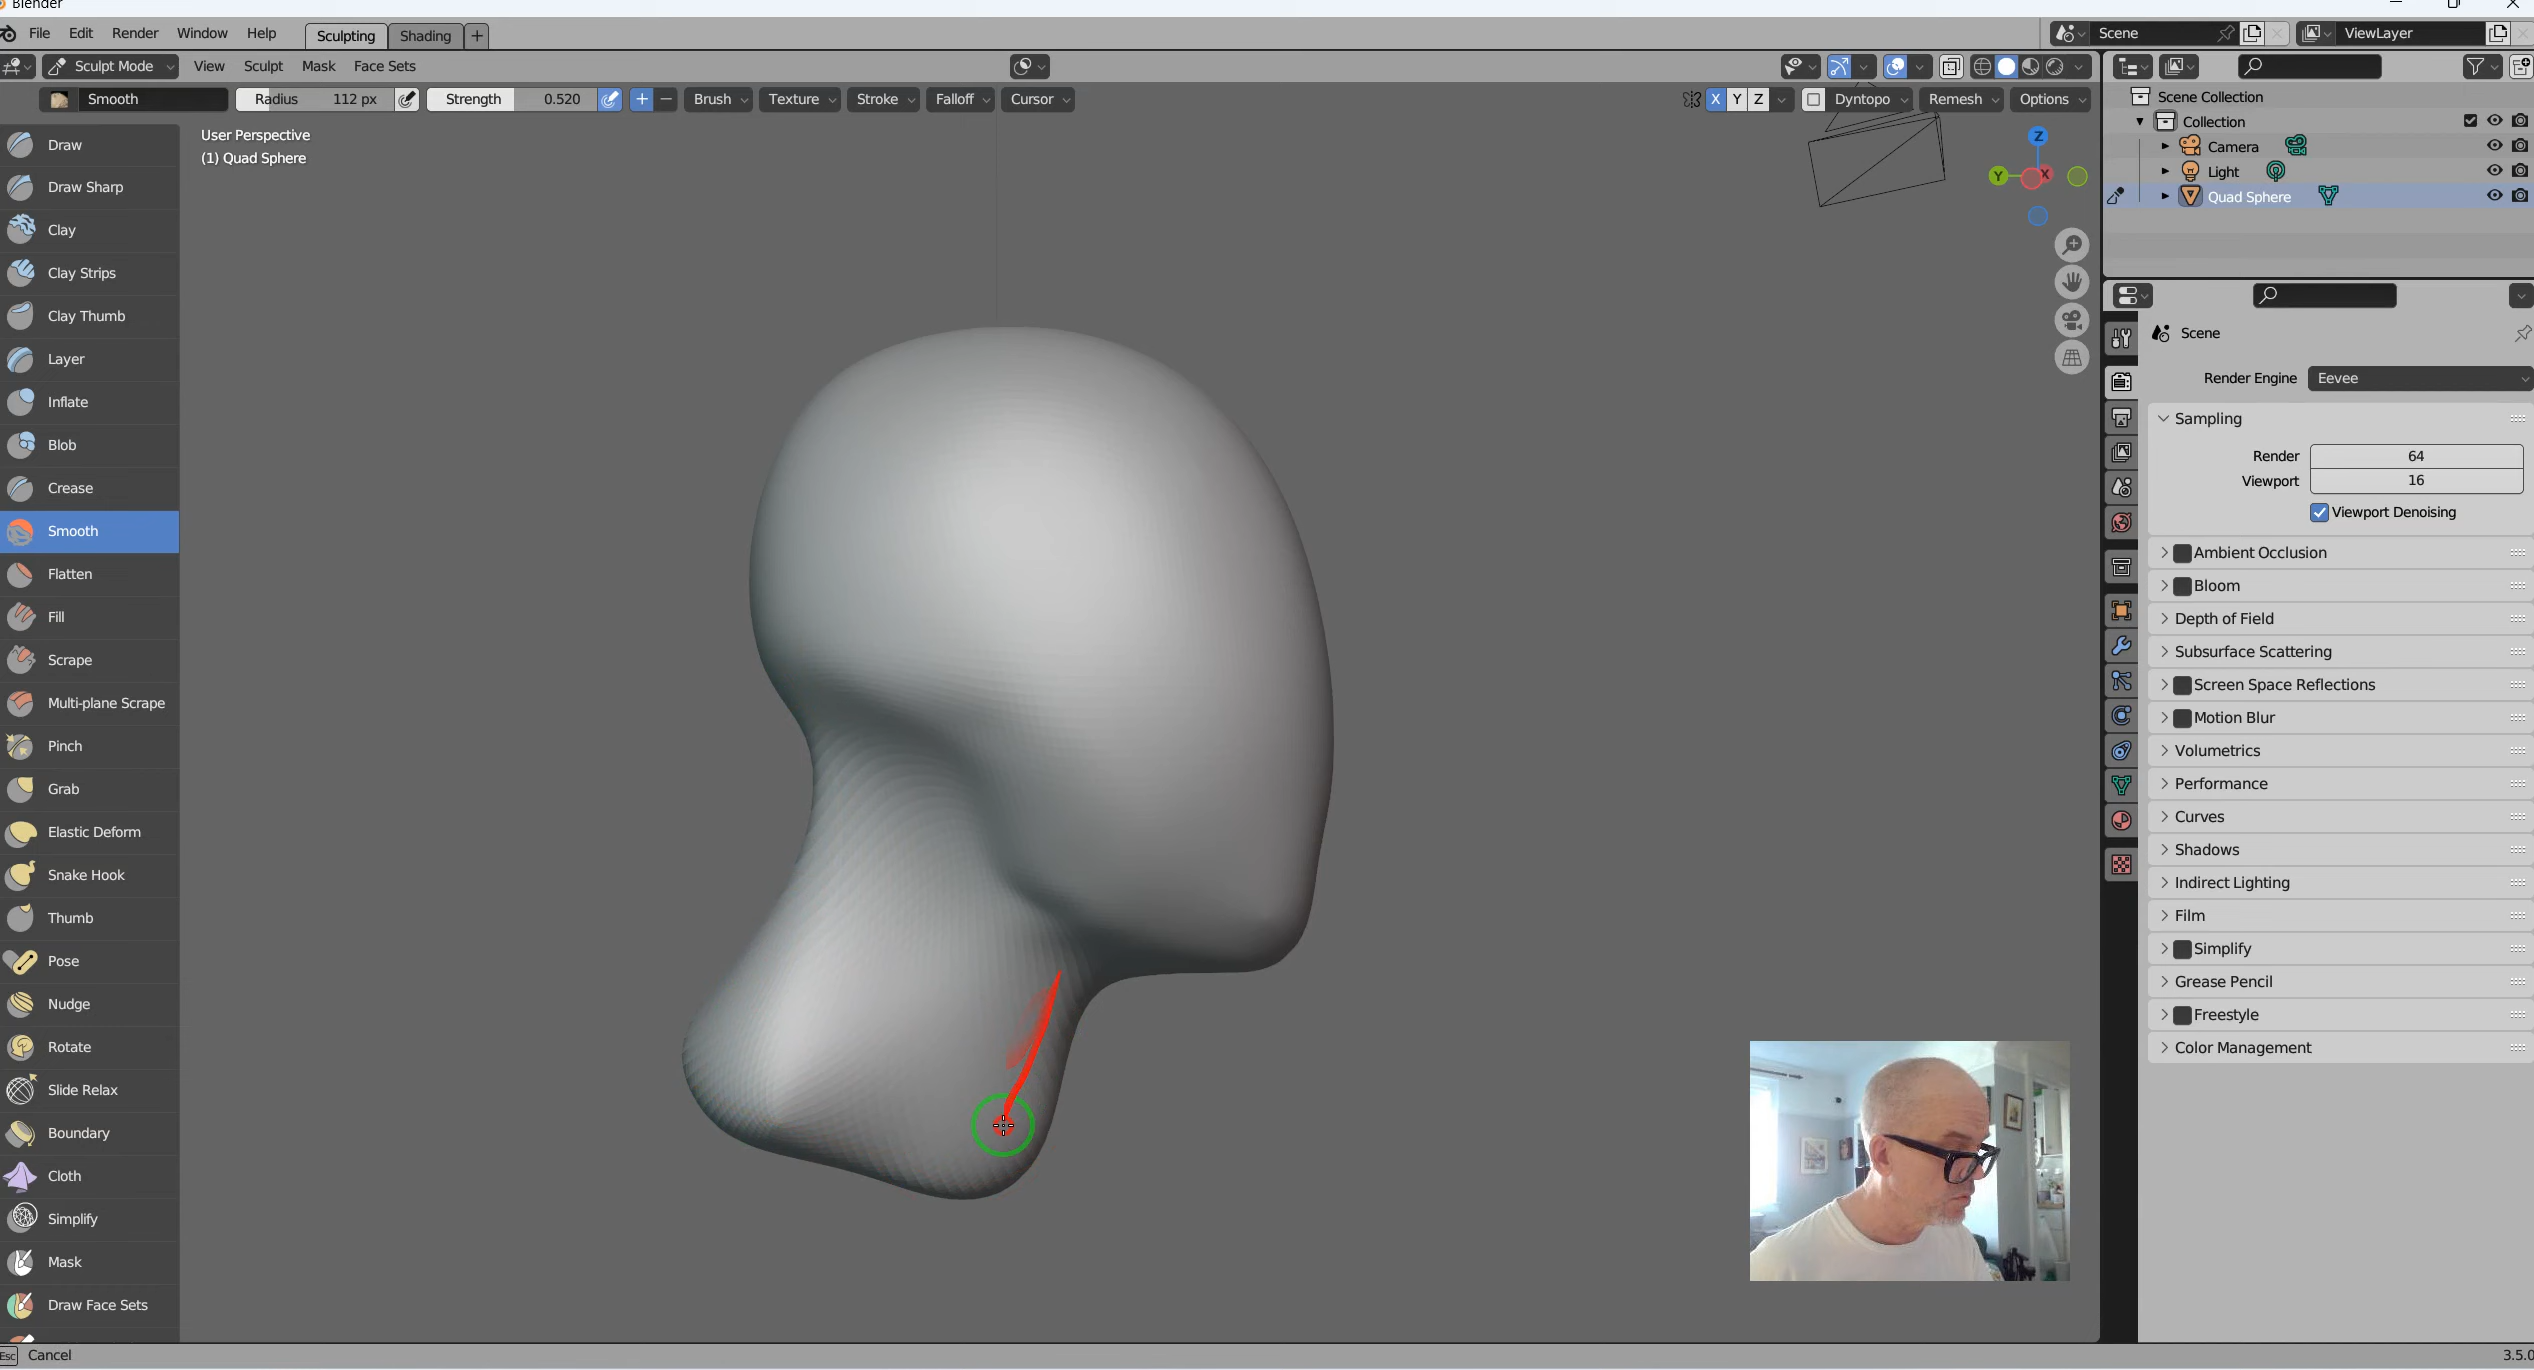 Blender
File Edit Render Window Help Sculpting Shading + Scene ViewLayer
Sculpt Mode View Sculpt Mask Face Sets
Smooth Radius 112 px Strength 0.520 + − Brush Texture Stroke Falloff Cursor X Y Z Dyntopo Remesh Options
User Perspective
(1) Quad Sphere
Z
Y X
Draw
Draw Sharp
Clay
Clay Strips
Clay Thumb
Layer
Inflate
Blob
Crease
Smooth
Flatten
Fill
Scrape
Multi-plane Scrape
Pinch
Grab
Elastic Deform
Snake Hook
Thumb
Pose
Nudge
Rotate
Slide Relax
Boundary
Cloth
Simplify
Mask
Draw Face Sets
Scene Collection
Collection
Camera
Light
Quad Sphere
Scene
Render Engine Eevee
Sampling
Render 64
Viewport 16
Viewport Denoising
Ambient Occlusion
Bloom
Depth of Field
Subsurface Scattering
Screen Space Reflections
Motion Blur
Volumetrics
Performance
Curves
Shadows
Indirect Lighting
Film
Simplify
Grease Pencil
Freestyle
Color Management
Esc Cancel 3.5.0